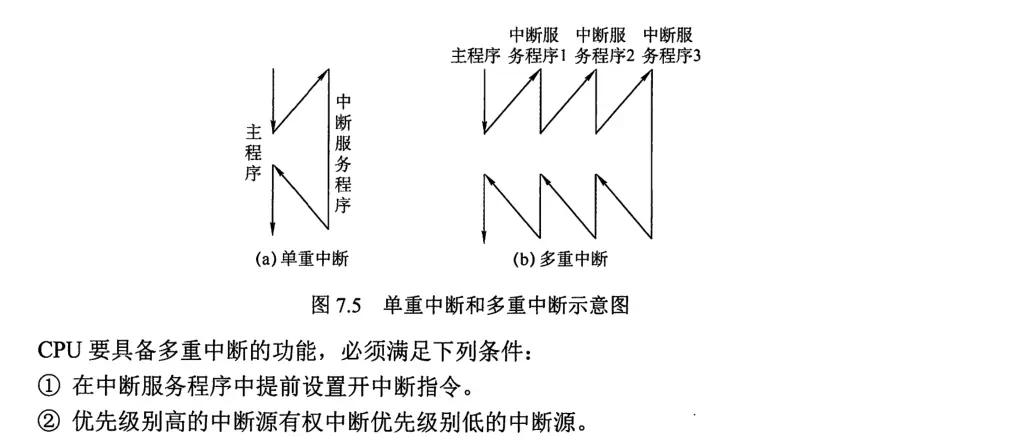 主程序
中断服务程序
(a)单重中断
主程序
中断服务程序1
中断服务程序2
中断服务程序3
(b)多重中断
图 7.5 单重中断和多重中断示意图
CPU 要具备多重中断的功能，必须满足下列条件：
① 在中断服务程序中提前设置开中断指令。
② 优先级别高的中断源有权中断优先级别低的中断源。